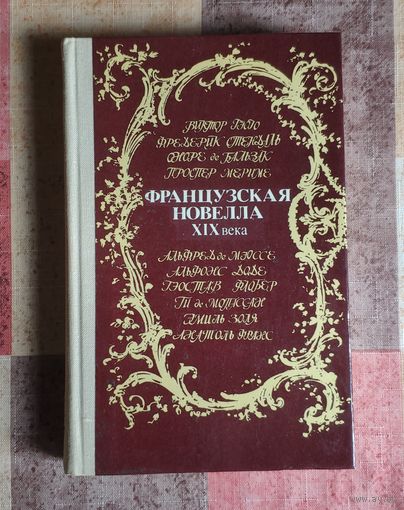 ВИКТОР ГЮГО
ФРЕДЕРИК СТЕНДАЛЬ
ОНОРЕ де БАЛЬЗАК
ПРОСПЕР МЕРИМЕ
ФРАНЦУЗСКАЯ
НОВЕЛЛА
XIX века
АЛЬФРЕД де МЮССЕ
АЛЬФОНС ДОДЕ
ГЮСТАВ ФЛОБЕР
ГИ де МОПАССАН
ЭМИЛЬ ЗОЛЯ
АНАТОЛЬ ФРАНС